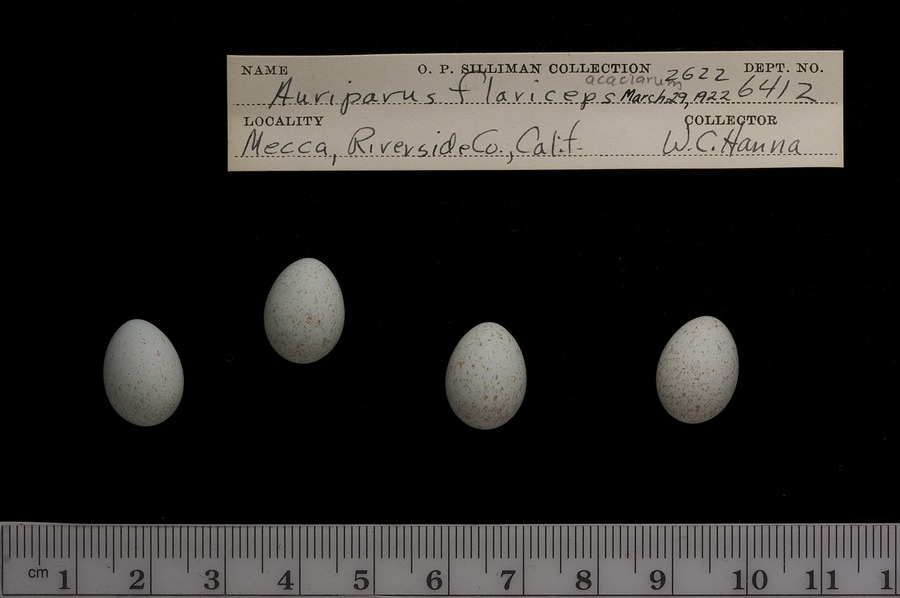 NAME O. P. SILLIMAN COLLECTION 2622 DEPT. NO.
acaciarum
Auriparus flaviceps March 29, 1922 6412
LOCALITY COLLECTOR
Mecca, Riverside Co., Calif. W. C. Hanna
cm 1 2 3 4 5 6 7 8 9 10 11 1